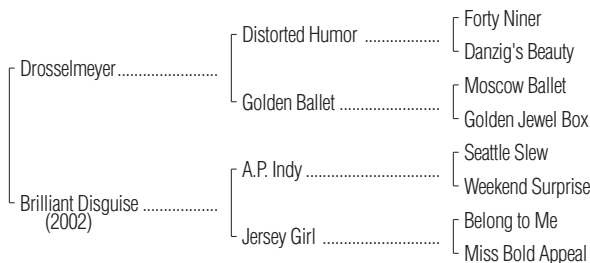 Forty Niner
Distorted Humor ..................
Danzig's Beauty
Drosselmeyer........................
Moscow Ballet
Golden Ballet ........................
Golden Jewel Box
Seattle Slew
A.P. Indy ................................
Weekend Surprise
Brilliant Disguise ..................
(2002)
Belong to Me
Jersey Girl ............................
Miss Bold Appeal